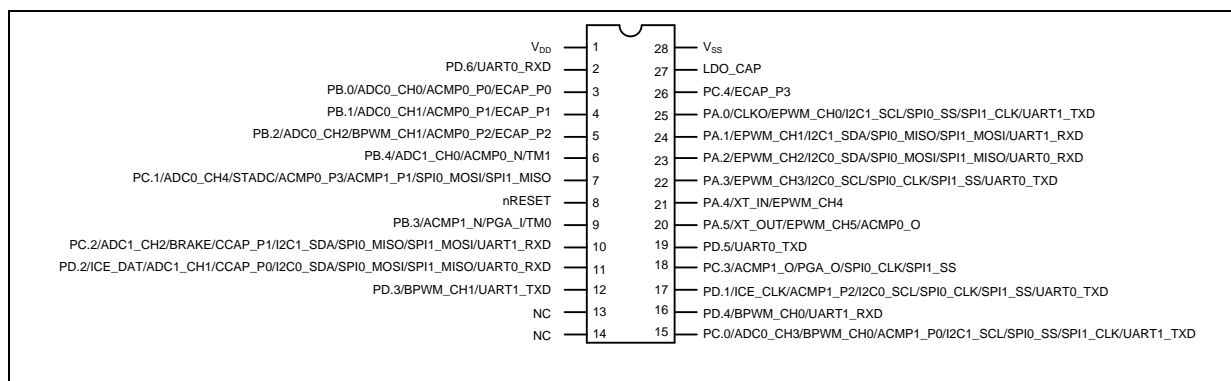 VDD 1 28 VSS
PD.6/UART0_RXD 2 27 LDO_CAP
PB.0/ADC0_CH0/ACMP0_P0/ECAP_P0 3 26 PC.4/ECAP_P3
PB.1/ADC0_CH1/ACMP0_P1/ECAP_P1 4 25 PA.0/CLKO/EPWM_CH0/I2C1_SCL/SPI0_SS/SPI1_CLK/UART1_TXD
PB.2/ADC0_CH2/BPWM_CH1/ACMP0_P2/ECAP_P2 5 24 PA.1/EPWM_CH1/I2C1_SDA/SPI0_MISO/SPI1_MOSI/UART1_RXD
PB.4/ADC1_CH0/ACMP0_N/TM1 6 23 PA.2/EPWM_CH2/I2C0_SDA/SPI0_MOSI/SPI1_MISO/UART0_RXD
PC.1/ADC0_CH4/STADC/ACMP0_P3/ACMP1_P1/SPI0_MOSI/SPI1_MISO 7 22 PA.3/EPWM_CH3/I2C0_SCL/SPI0_CLK/SPI1_SS/UART0_TXD
nRESET 8 21 PA.4/XT_IN/EPWM_CH4
PB.3/ACMP1_N/PGA_I/TM0 9 20 PA.5/XT_OUT/EPWM_CH5/ACMP0_O
PC.2/ADC1_CH2/BRAKE/CCAP_P1/I2C1_SDA/SPI0_MISO/SPI1_MOSI/UART1_RXD 10 19 PD.5/UART0_TXD
PD.2/ICE_DAT/ADC1_CH1/CCAP_P0/I2C0_SDA/SPI0_MOSI/SPI1_MISO/UART0_RXD 11 18 PC.3/ACMP1_O/PGA_O/SPI0_CLK/SPI1_SS
PD.3/BPWM_CH1/UART1_TXD 12 17 PD.1/ICE_CLK/ACMP1_P2/I2C0_SCL/SPI0_CLK/SPI1_SS/UART0_TXD
NC 13 16 PD.4/BPWM_CH0/UART1_RXD
NC 14 15 PC.0/ADC0_CH3/BPWM_CH0/ACMP1_P0/I2C1_SCL/SPI0_SS/SPI1_CLK/UART1_TXD